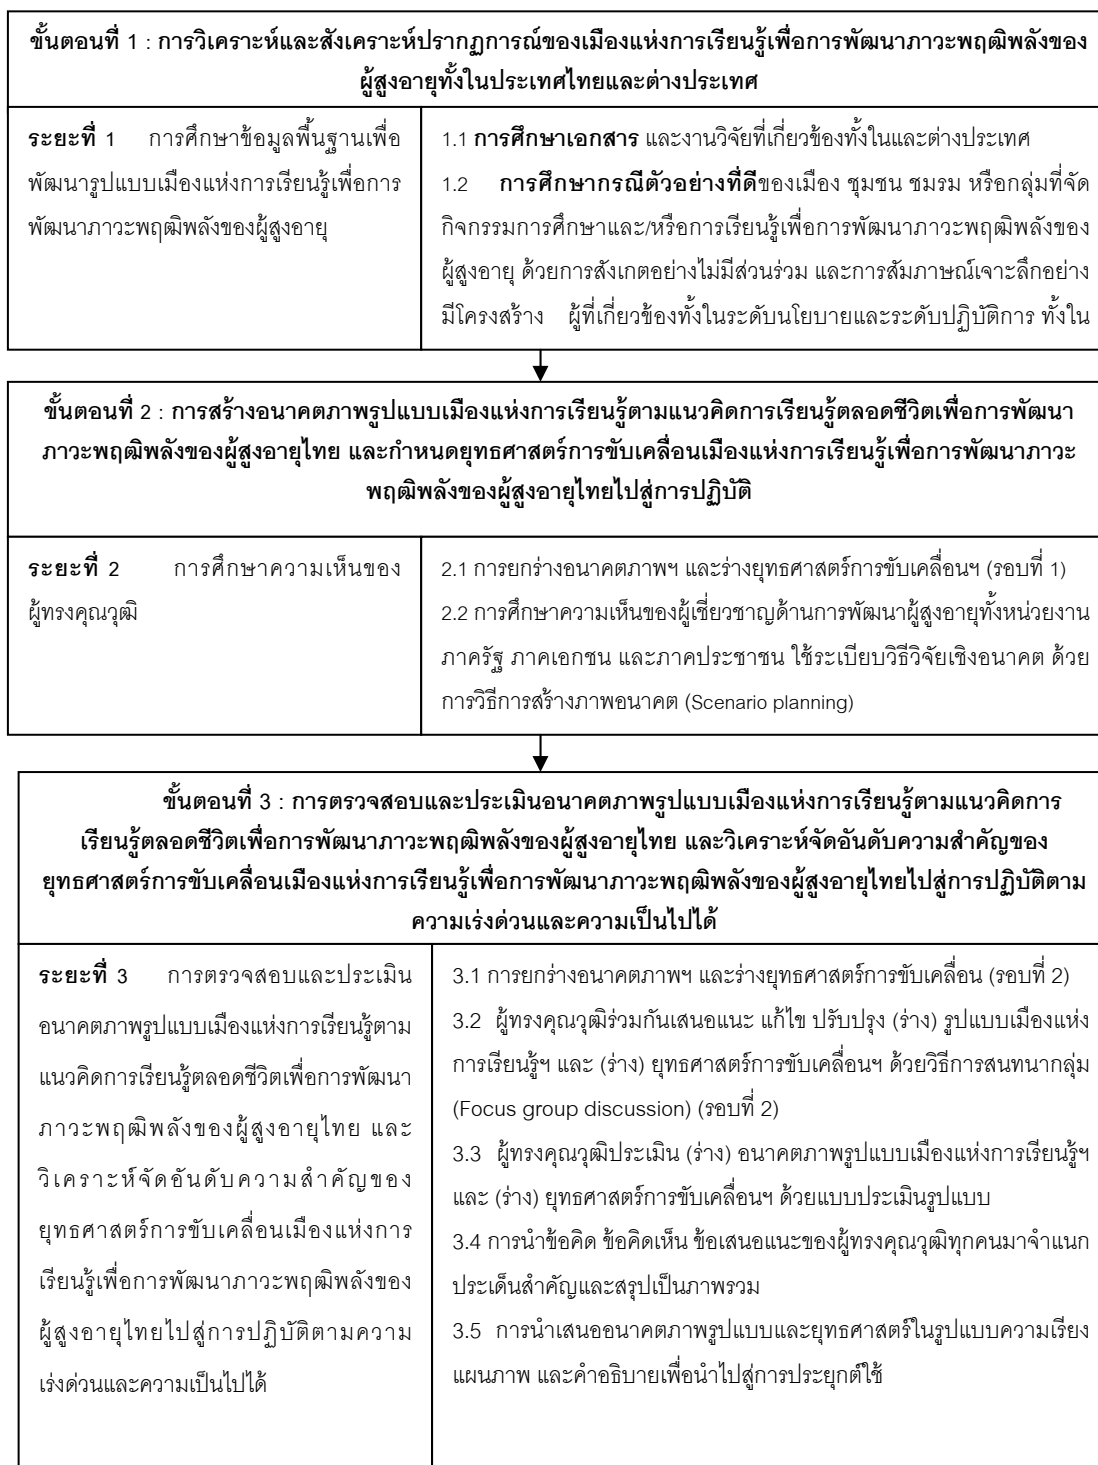 ขั้นตอนที่ 1 : การวิเคราะห์และสังเคราะห์ปรากฏการณ์ของเมืองแห่งการเรียนรู้เพื่อการพัฒนาภาวะพฤฒิพลังของ
ผู้สูงอายุทั้งในประเทศไทยและต่างประเทศ
ระยะที่ 1 การศึกษาข้อมูลพื้นฐานเพื่อ
พัฒนารูปแบบเมืองแห่งการเรียนรู้เพื่อการ
พัฒนาภาวะพฤฒิพลังของผู้สูงอายุ
1.1 การศึกษาเอกสาร และงานวิจัยที่เกี่ยวข้องทั้งในและต่างประเทศ
1.2 การศึกษากรณีตัวอย่างที่ดีของเมือง ชุมชน ชมรม หรือกลุ่มที่จัด
กิจกรรมการศึกษาและ/หรือการเรียนรู้เพื่อการพัฒนาภาวะพฤฒิพลังของ
ผู้สูงอายุ ด้วยการสังเกตอย่างไม่มีส่วนร่วม และการสัมภาษณ์เจาะลึกอย่าง
มีโครงสร้าง ผู้ที่เกี่ยวข้องทั้งในระดับนโยบายและระดับปฏิบัติการ ทั้งใน
ขั้นตอนที่ 2 : การสร้างอนาคตภาพรูปแบบเมืองแห่งการเรียนรู้ตามแนวคิดการเรียนรู้ตลอดชีวิตเพื่อการพัฒนา
ภาวะพฤฒิพลังของผู้สูงอายุไทย และกำหนดยุทธศาสตร์การขับเคลื่อนเมืองแห่งการเรียนรู้เพื่อการพัฒนาภาวะ
พฤฒิพลังของผู้สูงอายุไทยไปสู่การปฏิบัติ
ระยะที่ 2 การศึกษาความเห็นของ
ผู้ทรงคุณวุฒิ
2.1 การยกร่างอนาคตภาพฯ และร่างยุทธศาสตร์การขับเคลื่อนฯ (รอบที่ 1)
2.2 การศึกษาความเห็นของผู้เชี่ยวชาญด้านการพัฒนาผู้สูงอายุทั้งหน่วยงาน
ภาครัฐ ภาคเอกชน และภาคประชาชน ใช้ระเบียบวิธีวิจัยเชิงอนาคต ด้วย
การวิธีการสร้างภาพอนาคต (Scenario planning)
ขั้นตอนที่ 3 : การตรวจสอบและประเมินอนาคตภาพรูปแบบเมืองแห่งการเรียนรู้ตามแนวคิดการ
เรียนรู้ตลอดชีวิตเพื่อการพัฒนาภาวะพฤฒิพลังของผู้สูงอายุไทย และวิเคราะห์จัดอันดับความสำคัญของ
ยุทธศาสตร์การขับเคลื่อนเมืองแห่งการเรียนรู้เพื่อการพัฒนาภาวะพฤฒิพลังของผู้สูงอายุไทยไปสู่การปฏิบัติตาม
ความเร่งด่วนและความเป็นไปได้
ระยะที่ 3 การตรวจสอบและประเมิน
อนาคตภาพรูปแบบเมืองแห่งการเรียนรู้ตาม
แนวคิดการเรียนรู้ตลอดชีวิตเพื่อการพัฒนา
ภาวะพฤฒิพลังของผู้สูงอายุไทย และ
วิเคราะห์จัดอันดับความสำคัญของ
ยุทธศาสตร์การขับเคลื่อนเมืองแห่งการ
เรียนรู้เพื่อการพัฒนาภาวะพฤฒิพลังของ
ผู้สูงอายุไทยไปสู่การปฏิบัติตามความ
เร่งด่วนและความเป็นไปได้
3.1 การยกร่างอนาคตภาพฯ และร่างยุทธศาสตร์การขับเคลื่อน (รอบที่ 2)
3.2 ผู้ทรงคุณวุฒิร่วมกันเสนอแนะ แก้ไข ปรับปรุง (ร่าง) รูปแบบเมืองแห่ง
การเรียนรู้ฯ และ (ร่าง) ยุทธศาสตร์การขับเคลื่อนฯ ด้วยวิธีการสนทนากลุ่ม
(Focus group discussion) (รอบที่ 2)
3.3 ผู้ทรงคุณวุฒิประเมิน (ร่าง) อนาคตภาพรูปแบบเมืองแห่งการเรียนรู้ฯ
และ (ร่าง) ยุทธศาสตร์การขับเคลื่อนฯ ด้วยแบบประเมินรูปแบบ
3.4 การนำข้อคิด ข้อคิดเห็น ข้อเสนอแนะของผู้ทรงคุณวุฒิทุกคนมาจำแนก
ประเด็นสำคัญและสรุปเป็นภาพรวม
3.5 การนำเสนออนาคตภาพรูปแบบและยุทธศาสตร์ในรูปแบบความเรียง
แผนภาพ และคำอธิบายเพื่อนำไปสู่การประยุกต์ใช้